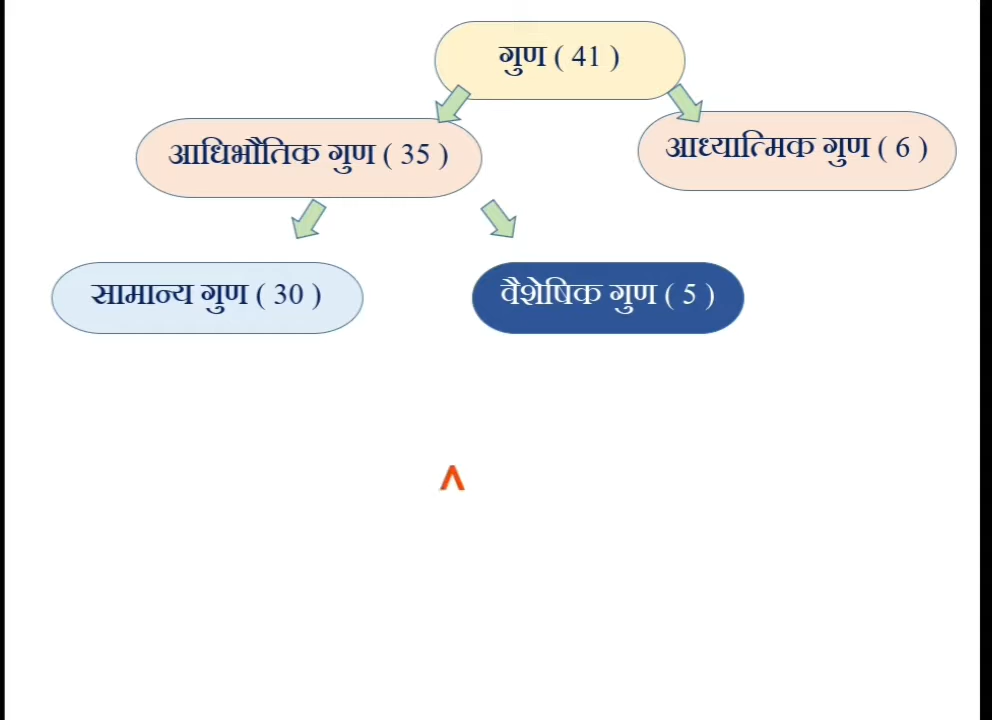 गुण ( 41 )
आधिभौतिक गुण ( 35 )
आध्यात्मिक गुण ( 6 )
सामान्य गुण ( 30 )
वैशेषिक गुण ( 5 )